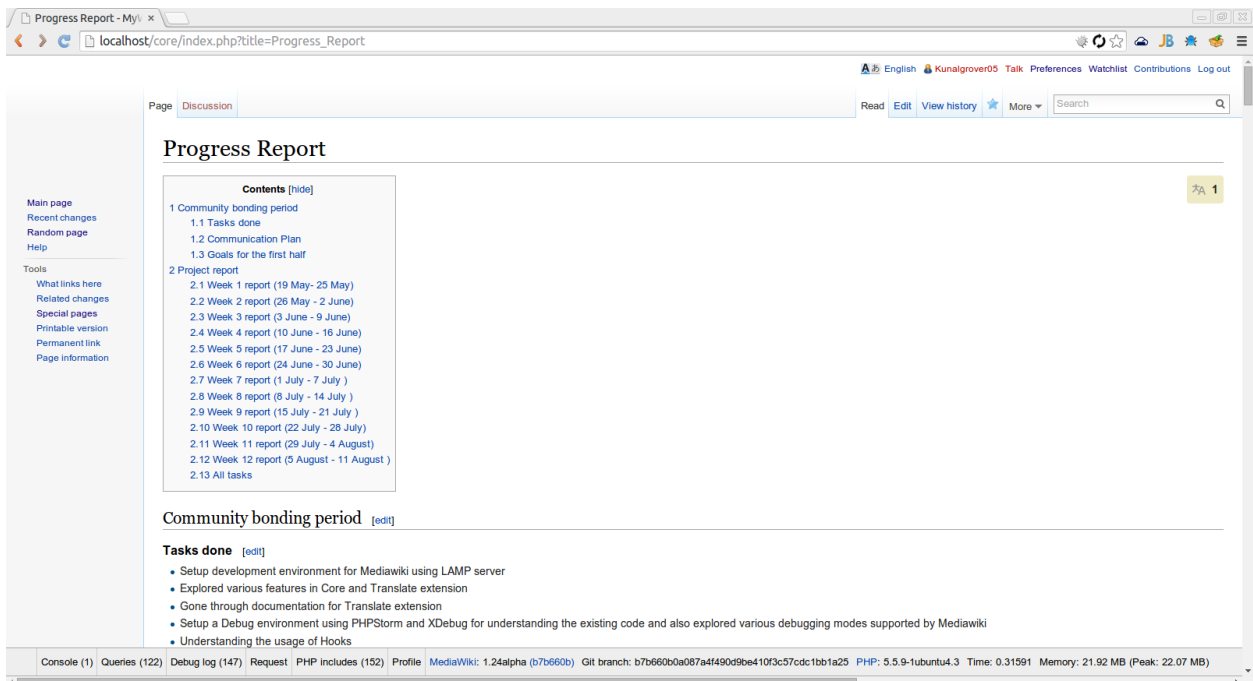 Progress Report - MyW
localhost/core/index.php?title=Progress_Report
JB
Aあ English Kunalgrover05 Talk Preferences Watchlist Contributions Log out
Page Discussion Read Edit View history More Search
Progress Report
Main page
Recent changes
Random page
Help
Tools
What links here
Related changes
Special pages
Printable version
Permanent link
Page information
Contents [hide]
1 Community bonding period
1.1 Tasks done
1.2 Communication Plan
1.3 Goals for the first half
2 Project report
2.1 Week 1 report (19 May- 25 May)
2.2 Week 2 report (26 May - 2 June)
2.3 Week 3 report (3 June - 9 June)
2.4 Week 4 report (10 June - 16 June)
2.5 Week 5 report (17 June - 23 June)
2.6 Week 6 report (24 June - 30 June)
2.7 Week 7 report (1 July - 7 July )
2.8 Week 8 report (8 July - 14 July )
2.9 Week 9 report (15 July - 21 July )
2.10 Week 10 report (22 July - 28 July)
2.11 Week 11 report (29 July - 4 August)
2.12 Week 12 report (5 August - 11 August )
2.13 All tasks
文A 1
Community bonding period [edit]
Tasks done [edit]
• Setup development environment for Mediawiki using LAMP server
• Explored various features in Core and Translate extension
• Gone through documentation for Translate extension
• Setup a Debug environment using PHPStorm and XDebug for understanding the existing code and also explored various debugging modes supported by Mediawiki
• Understanding the usage of Hooks
Console (1) Queries (122) Debug log (147) Request PHP includes (152) Profile MediaWiki: 1.24alpha (b7b660b) Git branch: b7b660b0a087a4f490d9be410f3c57cdc1bb1a25 PHP: 5.5.9-1ubuntu4.3 Time: 0.31591 Memory: 21.92 MB (Peak: 22.07 MB)